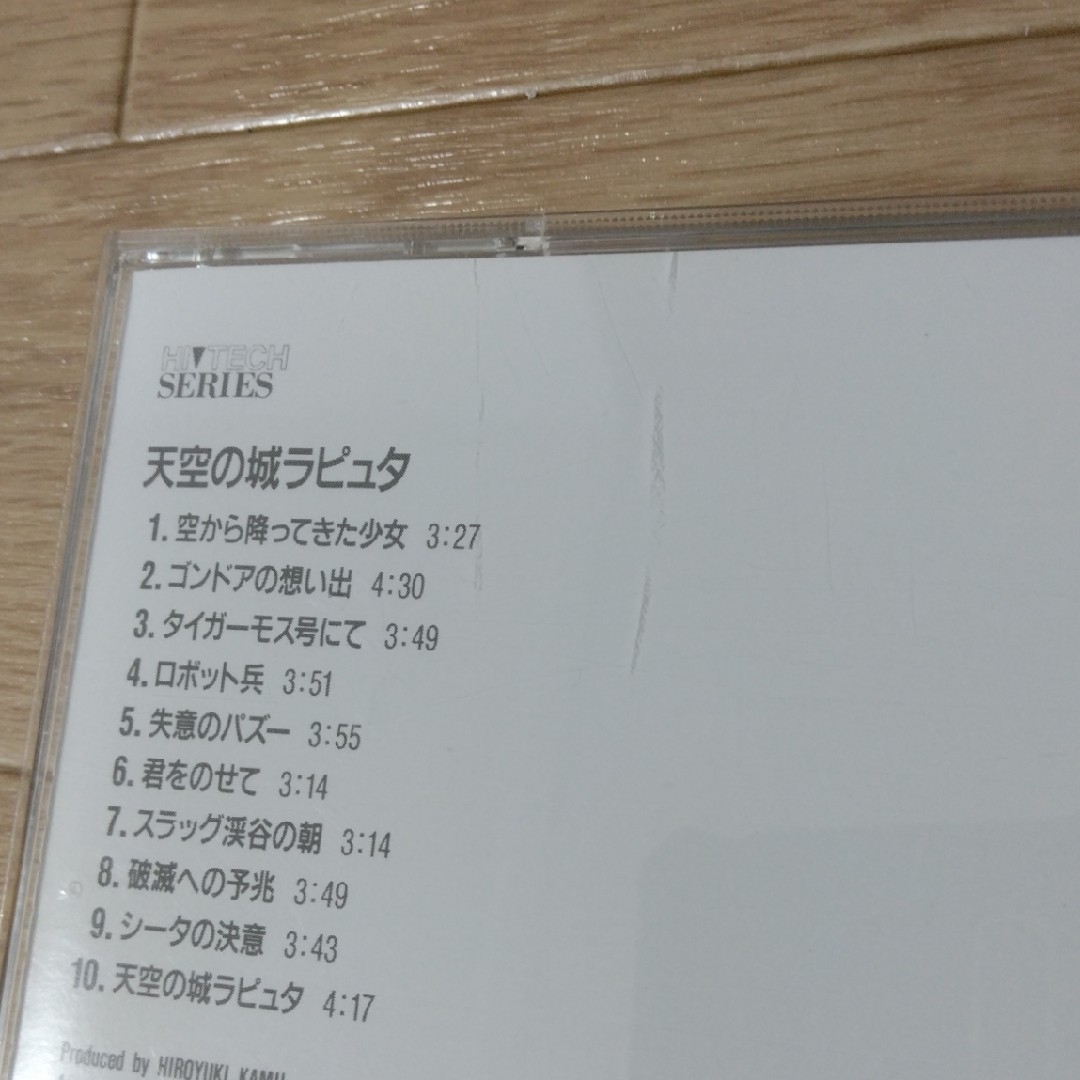 HI TECH
SERIES
天空の城ラピュタ
1. 空から降ってきた少女 3:27
2. ゴンドアの想い出 4:30
3. タイガーモス号にて 3:49
4. ロボット兵 3:51
5. 失意のパズー 3:55
6. 君をのせて 3:14
7. スラッグ渓谷の朝 3:14
8. 破滅への予兆 3:49
9. シータの決意 3:43
10. 天空の城ラピュタ 4:17
Produced by HIROYUKI